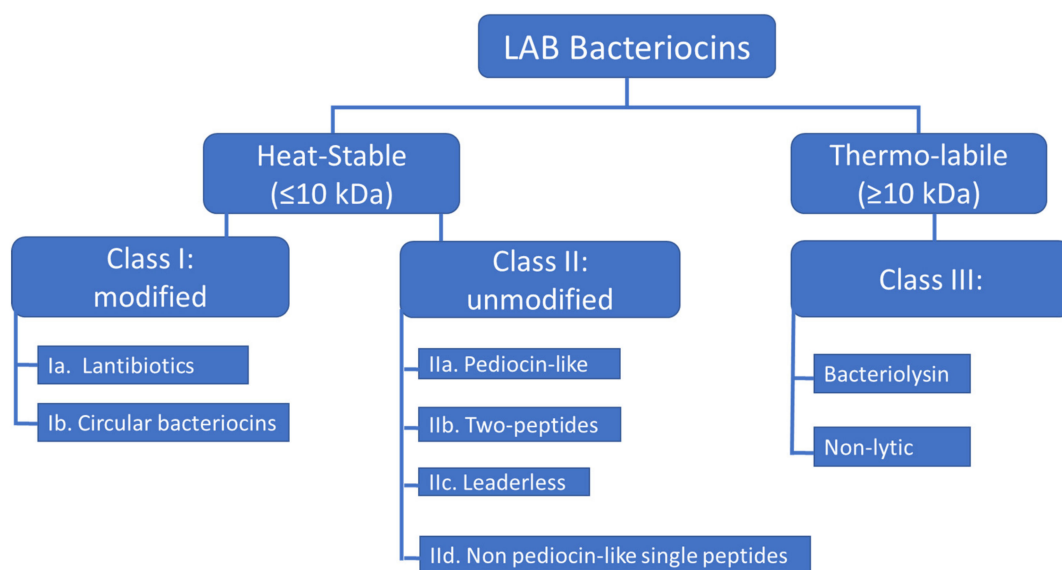 LAB Bacteriocins
Heat-Stable
(≤10 kDa)
Thermo-labile
(≥10 kDa)
Class I:
modified
Class II:
unmodified
Class III:
Ia. Lantibiotics
Ib. Circular bacteriocins
IIa. Pediocin-like
IIb. Two-peptides
IIc. Leaderless
IId. Non pediocin-like single peptides
Bacteriolysin
Non-lytic